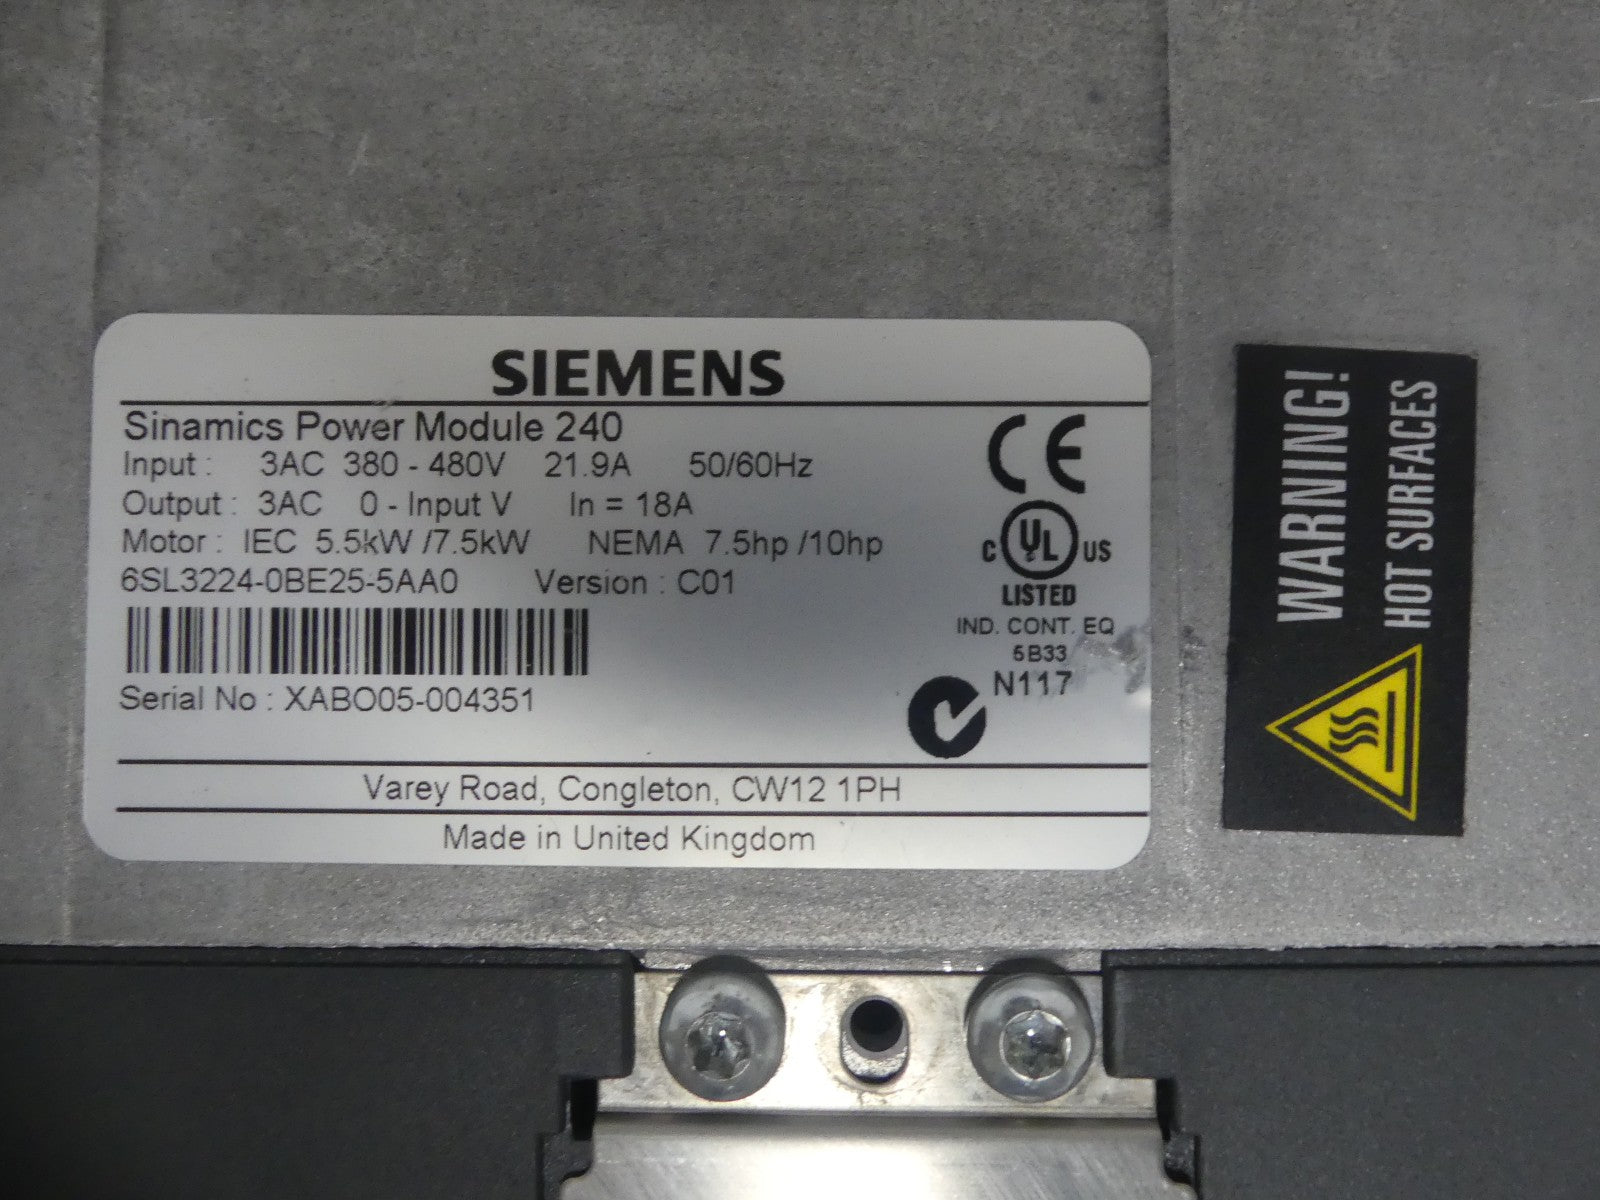 SIEMENS
Sinamics Power Module 240
Input : 3AC 380 - 480V 21.9A 50/60Hz
Output : 3AC 0 - Input V In = 18A
Motor : IEC 5.5kW /7.5kW NEMA 7.5hp /10hp
6SL3224-0BE25-5AA0 Version : C01
Serial No : XABO05-004351
CE
C UL US
LISTED
IND. CONT. EQ
5B33
N117
Varey Road, Congleton, CW12 1PH
Made in United Kingdom
WARNING!
HOT SURFACES